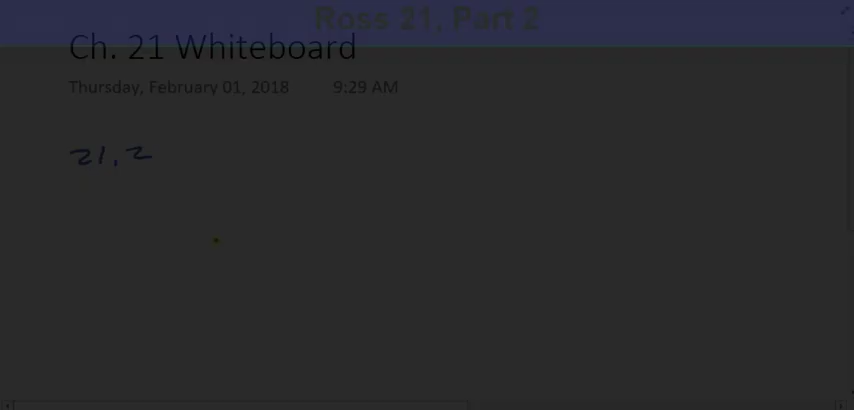 Ross 21, Part 2
Ch. 21 Whiteboard
Thursday, February 01, 2018 9:29 AM
21.2